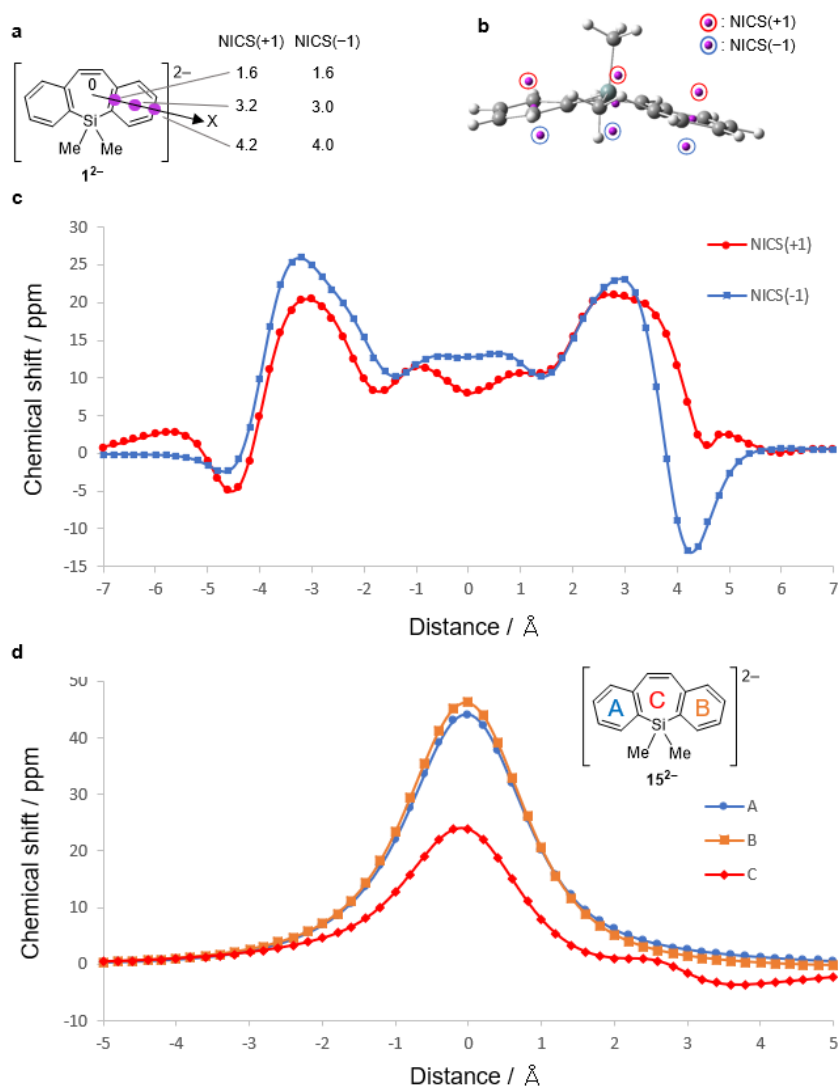 a
NICS(+1) NICS(−1)
2−
0
1.6 1.6
3.2 3.0
X
Si
4.2 4.0
Me Me
1²⁻
b
: NICS(+1)
: NICS(−1)
c
30
25
20
15
10
5
0
-5
-10
-15
-7 -6 -5 -4 -3 -2 -1 0 1 2 3 4 5 6 7
Chemical shift / ppm
Distance / Å
NICS(+1)
NICS(-1)
d
50
40
30
20
10
0
-10
-5 -4 -3 -2 -1 0 1 2 3 4 5
Chemical shift / ppm
Distance / Å
2−
A C B
Si
Me Me
15²⁻
A
B
C